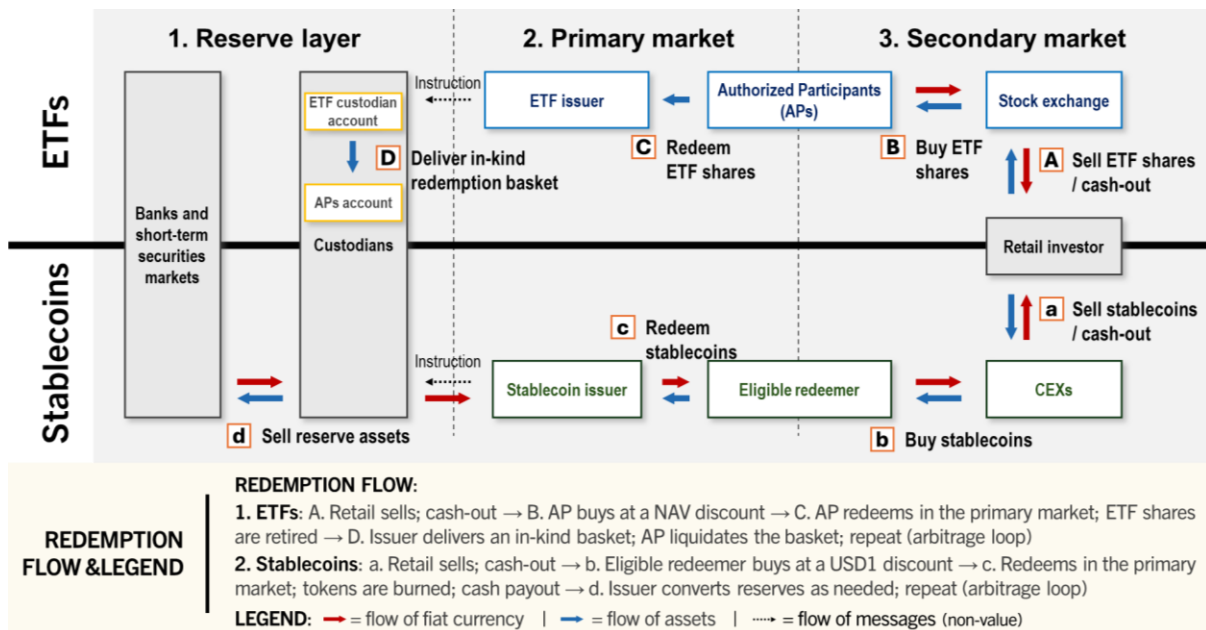 1. Reserve layer
2. Primary market
3. Secondary market
ETFs
ETF custodian
account
Instruction
ETF issuer
Authorized Participants
(APs)
Stock exchange
D
Deliver in-kind
redemption basket
C
Redeem
ETF shares
B
Buy ETF
shares
A
Sell ETF shares
/ cash-out
APs account
Banks and
short-term
securities
markets
Custodians
Retail investor
Stablecoins
a
Sell stablecoins
/ cash-out
c
Redeem
stablecoins
Instruction
Stablecoin issuer
Eligible redeemer
CEXs
d
Sell reserve assets
b
Buy stablecoins
REDEMPTION
FLOW &LEGEND
REDEMPTION FLOW:
1. ETFs: A. Retail sells; cash-out → B. AP buys at a NAV discount → C. AP redeems in the primary market; ETF shares
are retired → D. Issuer delivers an in-kind basket; AP liquidates the basket; repeat (arbitrage loop)
2. Stablecoins: a. Retail sells; cash-out → b. Eligible redeemer buys at a USD1 discount → c. Redeems in the primary
market; tokens are burned; cash payout → d. Issuer converts reserves as needed; repeat (arbitrage loop)
LEGEND: → = flow of fiat currency | → = flow of assets | ⇢ = flow of messages (non-value)